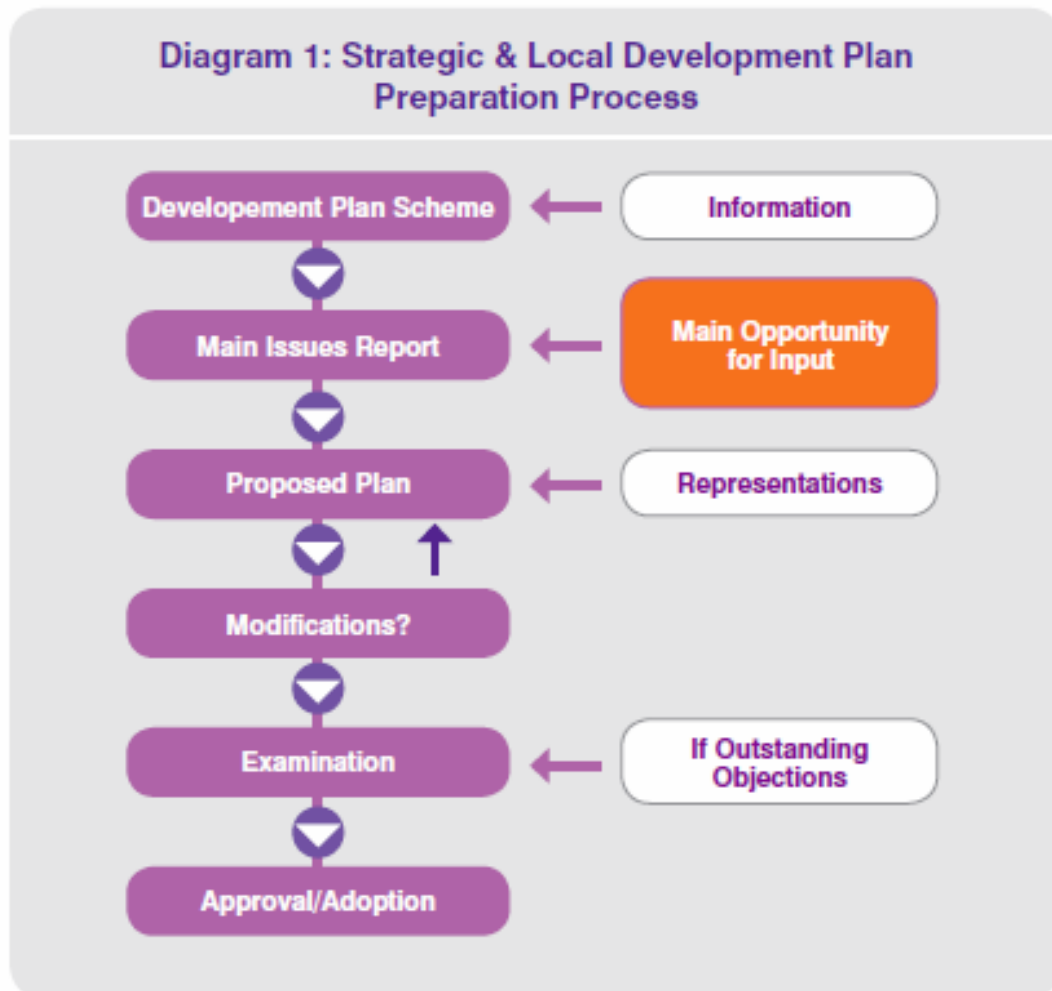 Diagram 1: Strategic & Local Development Plan
Preparation Process
Developement Plan Scheme
Information
Main Issues Report
Main Opportunity
for Input
Proposed Plan
Representations
Modifications?
Examination
If Outstanding
Objections
Approval/Adoption